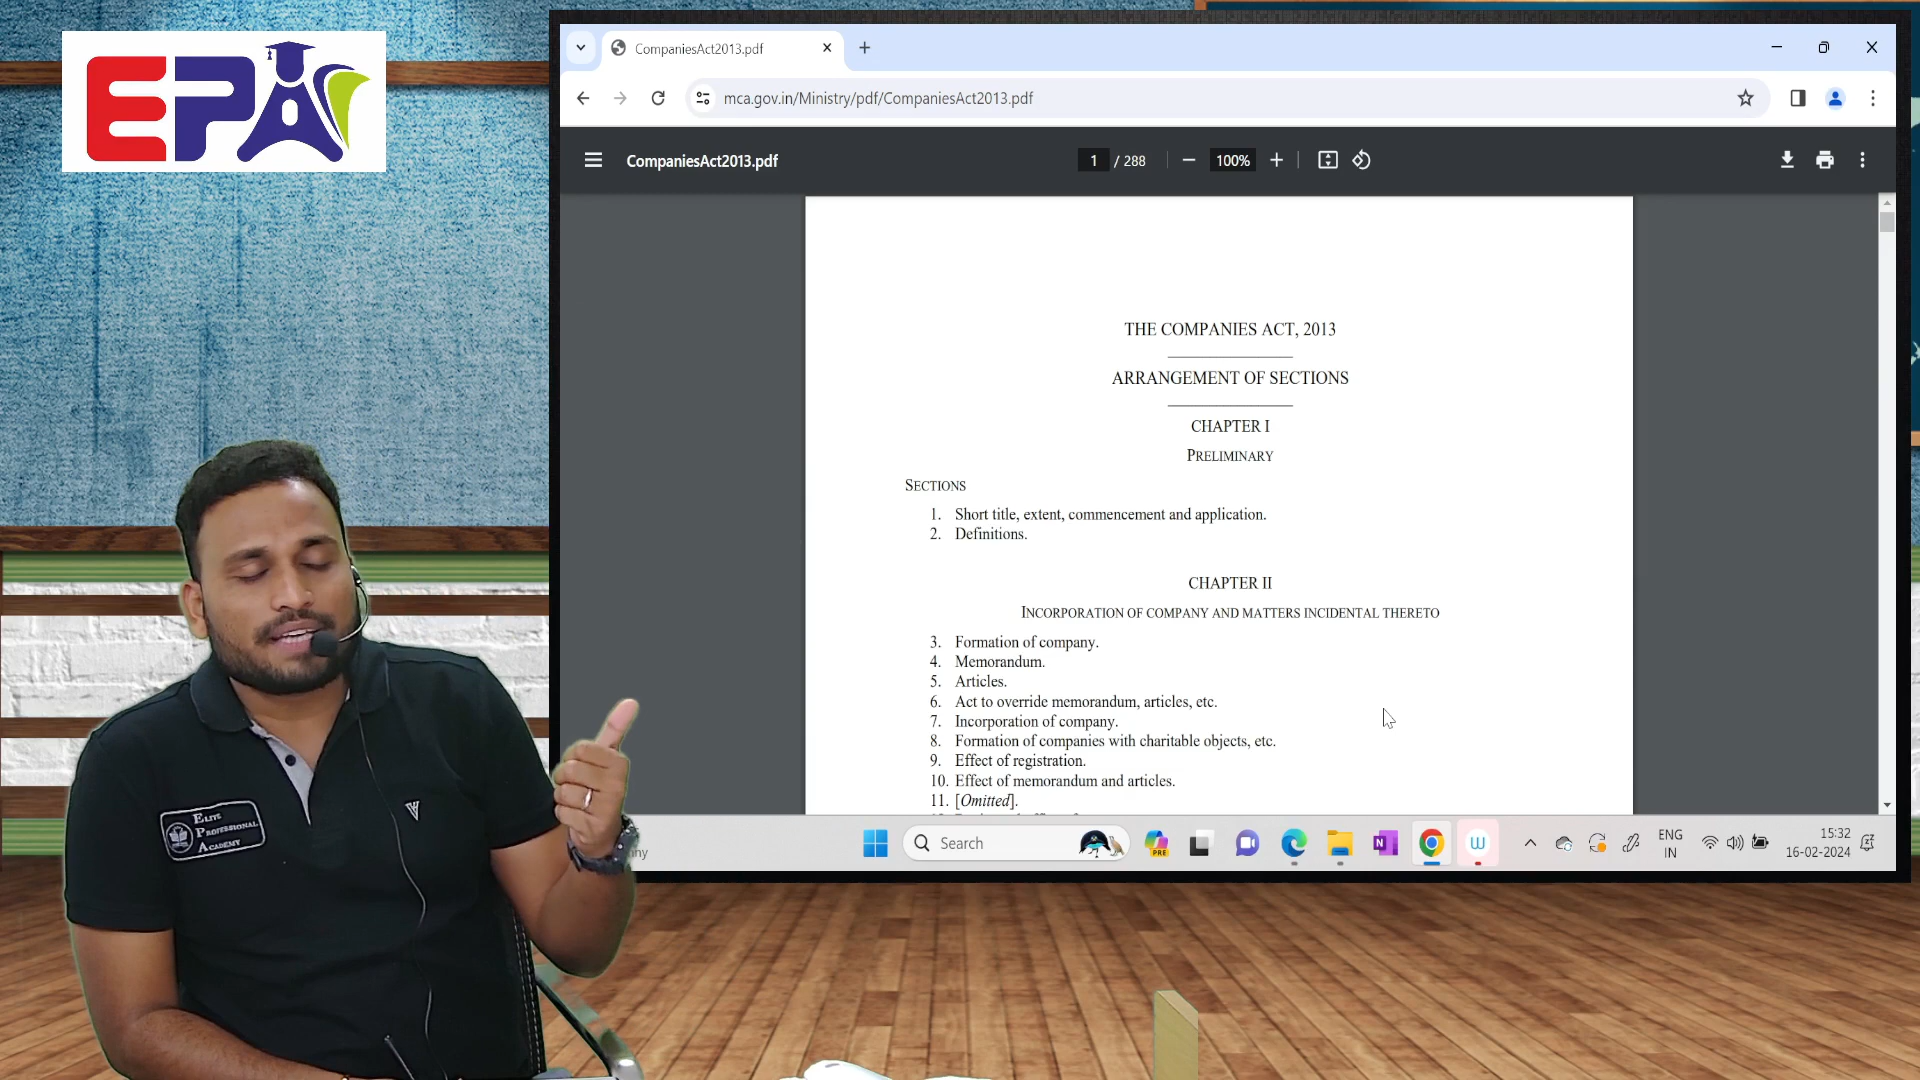 EPA
CompaniesAct2013.pdf
mca.gov.in/Ministry/pdf/CompaniesAct2013.pdf
CompaniesAct2013.pdf
1 / 288
100%
THE COMPANIES ACT, 2013
ARRANGEMENT OF SECTIONS
CHAPTER I
PRELIMINARY
SECTIONS
1. Short title, extent, commencement and application.
2. Definitions.
CHAPTER II
INCORPORATION OF COMPANY AND MATTERS INCIDENTAL THERETO
3. Formation of company.
4. Memorandum.
5. Articles.
6. Act to override memorandum, articles, etc.
7. Incorporation of company.
8. Formation of companies with charitable objects, etc.
9. Effect of registration.
10. Effect of memorandum and articles.
11. [Omitted].
ELITE
PROFESSIONAL
ACADEMY
Search
PRE
N
W
ENG
IN
15:32
16-02-2024